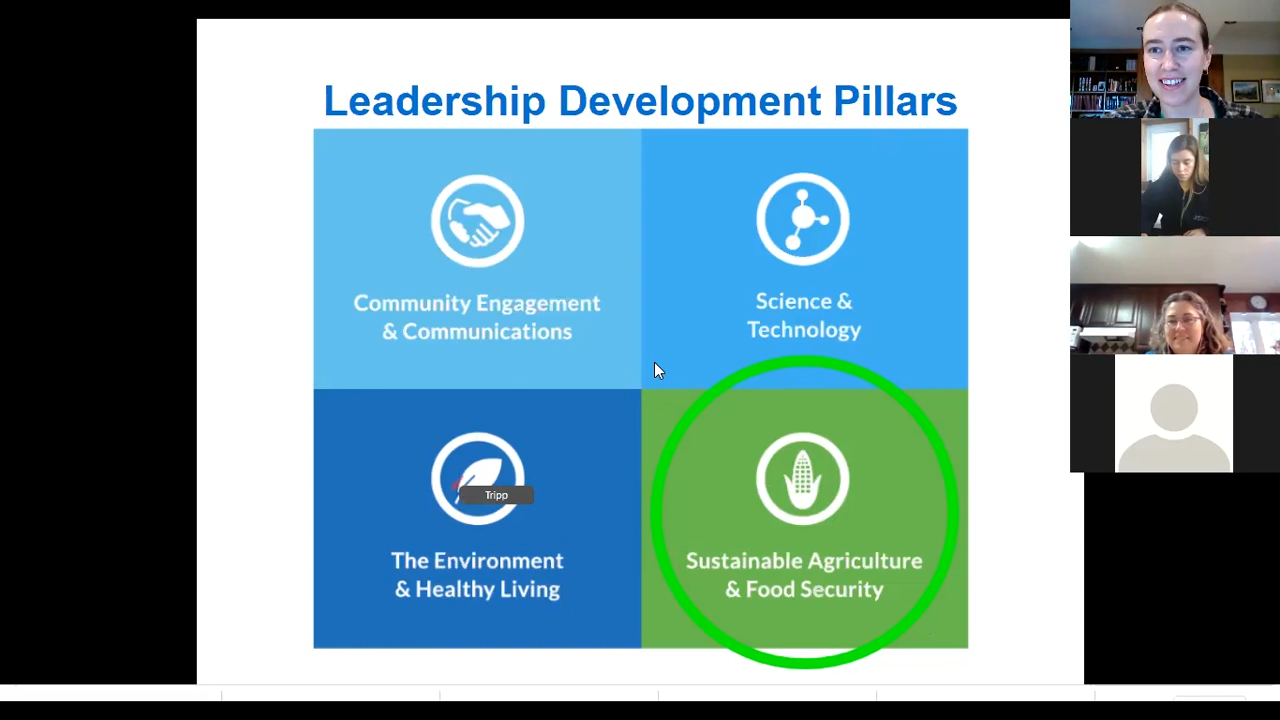 Leadership Development Pillars
Community Engagement
& Communications
Science &
Technology
Tripp
The Environment
& Healthy Living
Sustainable Agriculture
& Food Security